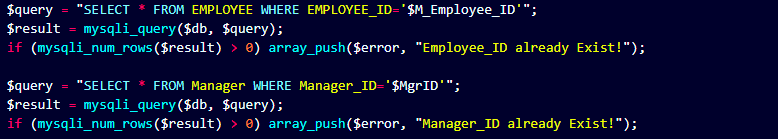 $query = "SELECT * FROM EMPLOYEE WHERE EMPLOYEE_ID='$M_Employee_ID'";
$result = mysqli_query($db, $query);
if (mysqli_num_rows($result) > 0) array_push($error, "Employee_ID already Exist!");
$query = "SELECT * FROM Manager WHERE Manager_ID='$MgrID'";
$result = mysqli_query($db, $query);
if (mysqli_num_rows($result) > 0) array_push($error, "Manager_ID already Exist!");